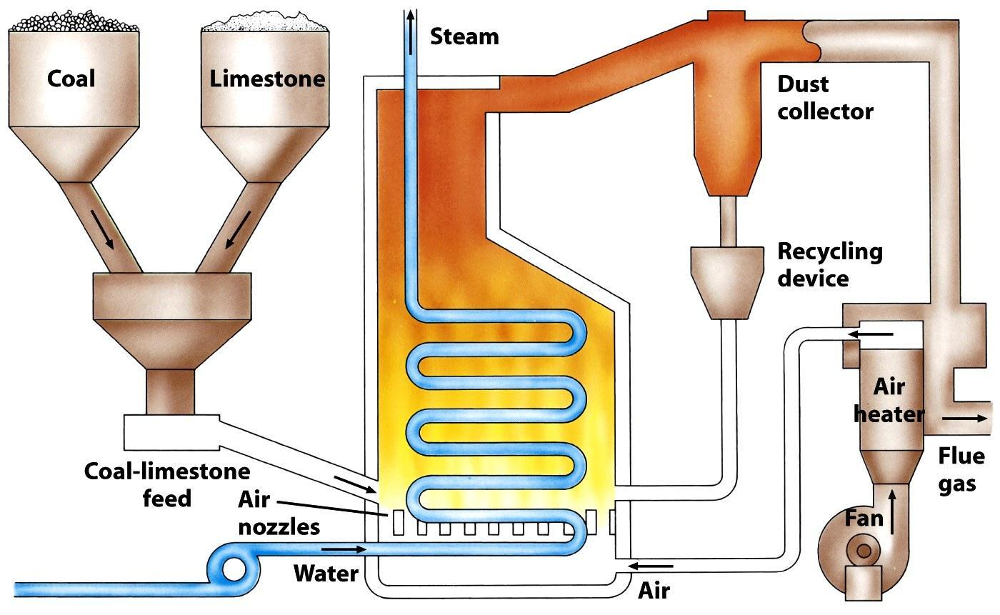 Coal
Limestone
Steam
Dust
collector
Recycling
device
Air
heater
Coal-limestone
feed
Air
nozzles
Water
Air
Fan
Flue
gas